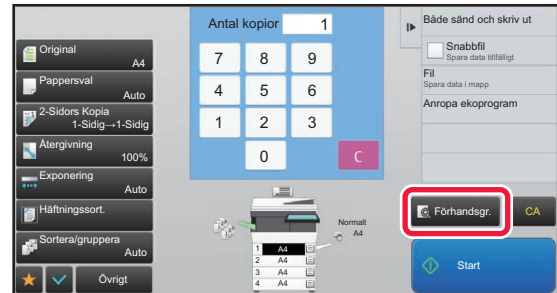 Antal kopior 1
7 8 9
4 5 6
1 2 3
0 C
Original
A4
Pappersval
Auto
2-Sidors Kopia
1-Sidig→1-Sidig
Återgivning
100%
Exponering
Auto
Häftningssort.
Sortera/gruppera
Auto
Övrigt
Normalt
A4
1 A4
2 A4
3 A4
4 A4
Både sänd och skriv ut
Snabbfil
Spara data tillfälligt
Fil
Spara data i mapp
Anropa ekoprogram
Förhandsgr.
CA
Start